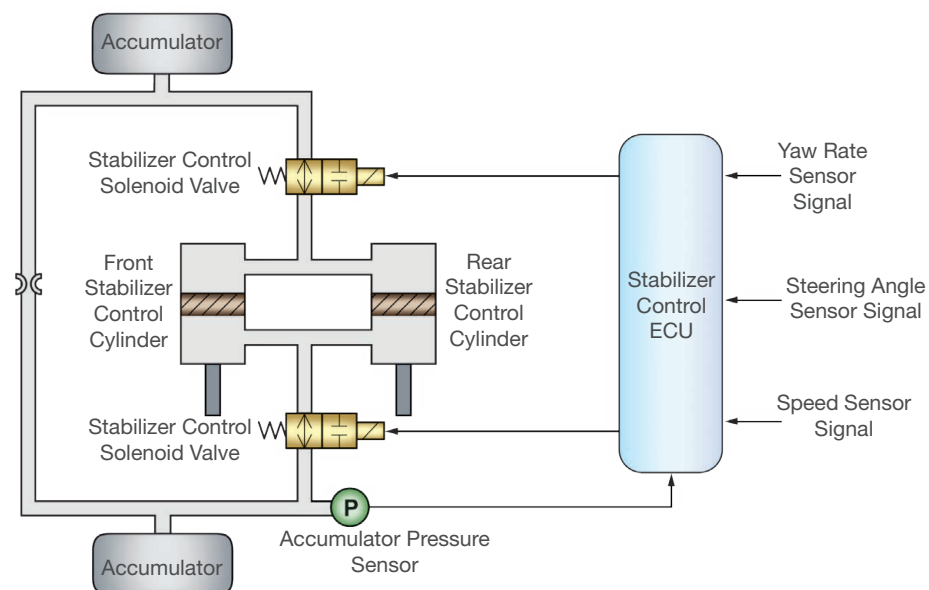 Accumulator
Stabilizer Control
Solenoid Valve
Yaw Rate
Sensor
Signal
Front
Stabilizer
Control
Cylinder
Rear
Stabilizer
Control
Cylinder
Stabilizer
Control
ECU
Steering Angle
Sensor Signal
Stabilizer Control
Solenoid Valve
Speed Sensor
Signal
P
Accumulator Pressure
Sensor
Accumulator